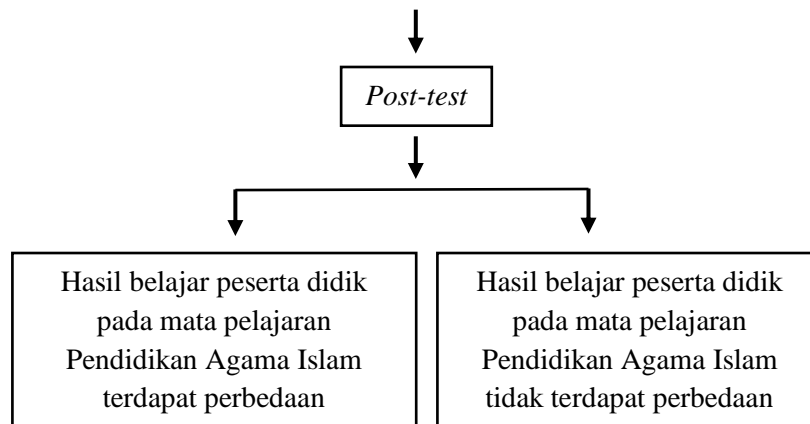 Post-test
Hasil belajar peserta didik
pada mata pelajaran
Pendidikan Agama Islam
terdapat perbedaan
Hasil belajar peserta didik
pada mata pelajaran
Pendidikan Agama Islam
tidak terdapat perbedaan